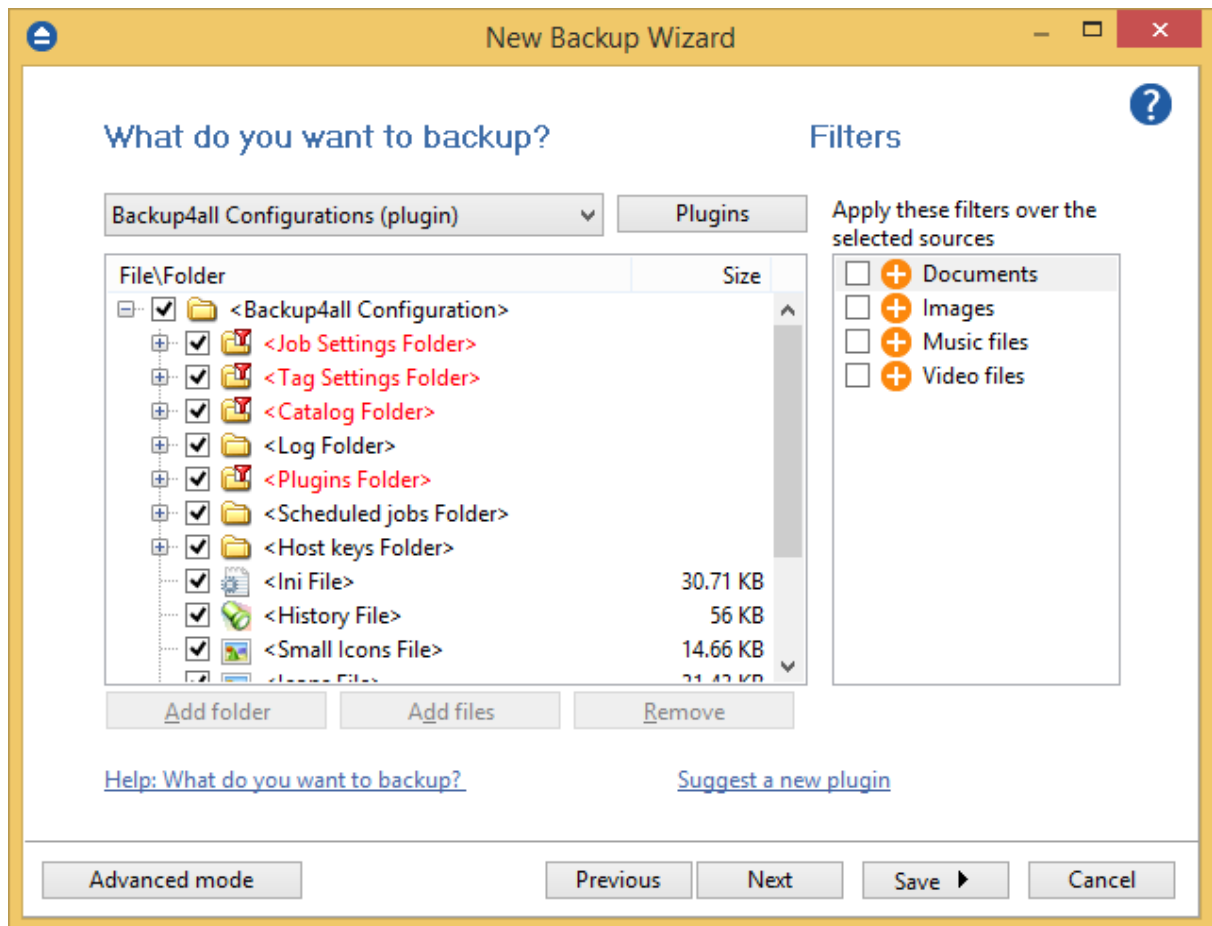 New Backup Wizard
What do you want to backup?
Filters
Backup4all Configurations (plugin)
Plugins
Apply these filters over the
selected sources
File\Folder Size
<Backup4all Configuration>
<Job Settings Folder>
<Tag Settings Folder>
<Catalog Folder>
<Log Folder>
<Plugins Folder>
<Scheduled jobs Folder>
<Host keys Folder>
<Ini File> 30.71 KB
<History File> 56 KB
<Small Icons File> 14.66 KB
Documents
Images
Music files
Video files
Add folder
Add files
Remove
Help: What do you want to backup?
Suggest a new plugin
Advanced mode
Previous
Next
Save
Cancel